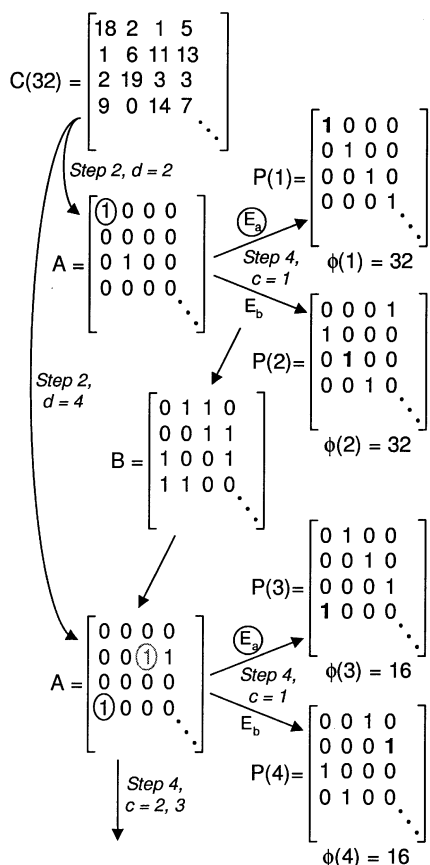 18 2 1 5
1 6 11 13
C(32) = 2 19 3 3
9 0 14 7
Step 2, d = 2
1 0 0 0
0 0 0 0
A = 0 1 0 0
0 0 0 0
Ea
Step 4,
c = 1
Eb
1 0 0 0
0 1 0 0
P(1) = 0 0 1 0
0 0 0 1
ϕ(1) = 32
0 0 0 1
1 0 0 0
P(2) = 0 1 0 0
0 0 1 0
ϕ(2) = 32
Step 2,
d = 4
0 1 1 0
0 0 1 1
B = 1 0 0 1
1 1 0 0
0 0 0 0
0 0 1 1
A = 0 0 0 0
1 0 0 0
Ea
Step 4,
c = 1
Eb
0 1 0 0
0 0 1 0
P(3) = 0 0 0 1
1 0 0 0
ϕ(3) = 16
0 0 1 0
0 0 0 1
P(4) = 1 0 0 0
0 1 0 0
ϕ(4) = 16
Step 4,
c = 2, 3